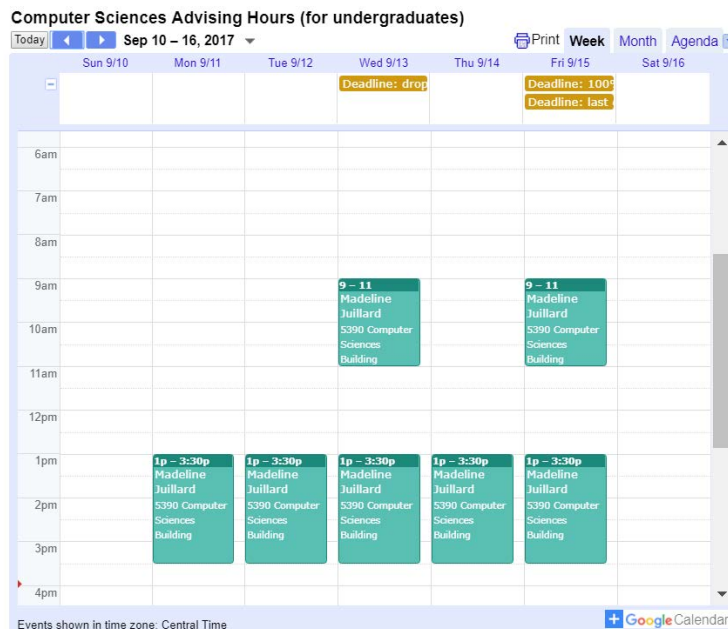 Computer Sciences Advising Hours (for undergraduates)
Today Sep 10 – 16, 2017 Print Week Month Agenda
Sun 9/10 Mon 9/11 Tue 9/12 Wed 9/13 Thu 9/14 Fri 9/15 Sat 9/16
Deadline: drop
Deadline: 100%
Deadline: last
6am
7am
8am
9am
10am
11am
12pm
1pm
2pm
3pm
4pm
9 – 11
Madeline
Juillard
5390 Computer
Sciences
Building
9 – 11
Madeline
Juillard
5390 Computer
Sciences
Building
1p – 3:30p
Madeline
Juillard
5390 Computer
Sciences
Building
1p – 3:30p
Madeline
Juillard
5390 Computer
Sciences
Building
1p – 3:30p
Madeline
Juillard
5390 Computer
Sciences
Building
1p – 3:30p
Madeline
Juillard
5390 Computer
Sciences
Building
1p – 3:30p
Madeline
Juillard
5390 Computer
Sciences
Building
Events shown in time zone: Central Time
Google Calendar